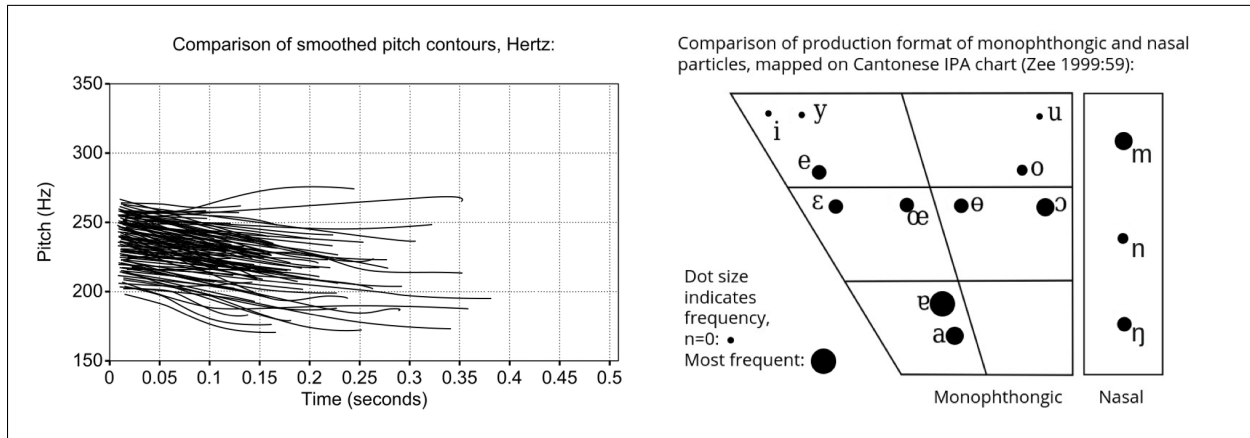 Comparison of smoothed pitch contours, Hertz:
350
300
250
200
150
Pitch (Hz)
0 0.05 0.1 0.15 0.2 0.25 0.3 0.35 0.4 0.45 0.5
Time (seconds)
Comparison of production format of monophthongic and nasal
particles, mapped on Cantonese IPA chart (Zee 1999:59):
i y u
e o
ɛ œ ɵ ɔ
ɐ
a
m
n
ŋ
Dot size
indicates
frequency,
n=0:
Most frequent:
Monophthongic Nasal